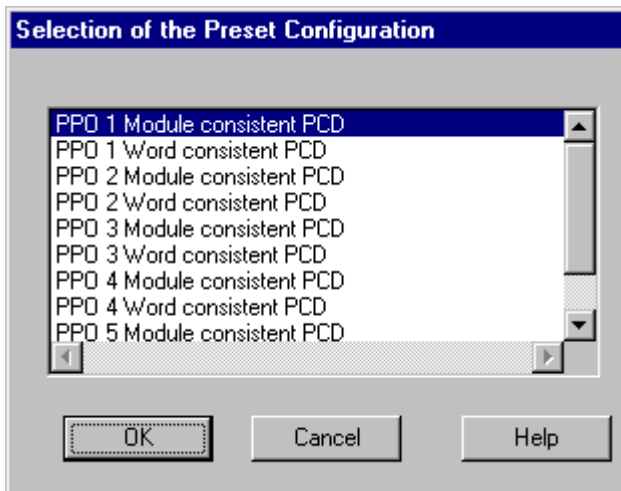 Selection of the Preset Configuration
PPO 1 Module consistent PCD
PPO 1 Word consistent PCD
PPO 2 Module consistent PCD
PPO 2 Word consistent PCD
PPO 3 Module consistent PCD
PPO 3 Word consistent PCD
PPO 4 Module consistent PCD
PPO 4 Word consistent PCD
PPO 5 Module consistent PCD
OK Cancel Help